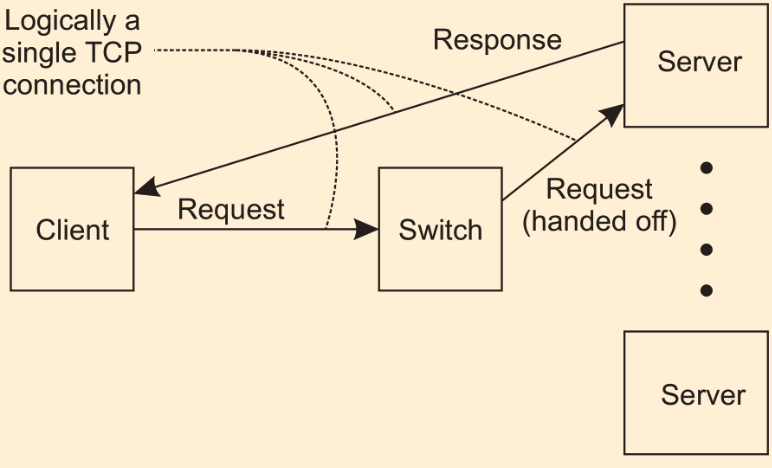 Logically a
single TCP
connection
Response
Server
Client
Request
Switch
Request
(handed off)
Server